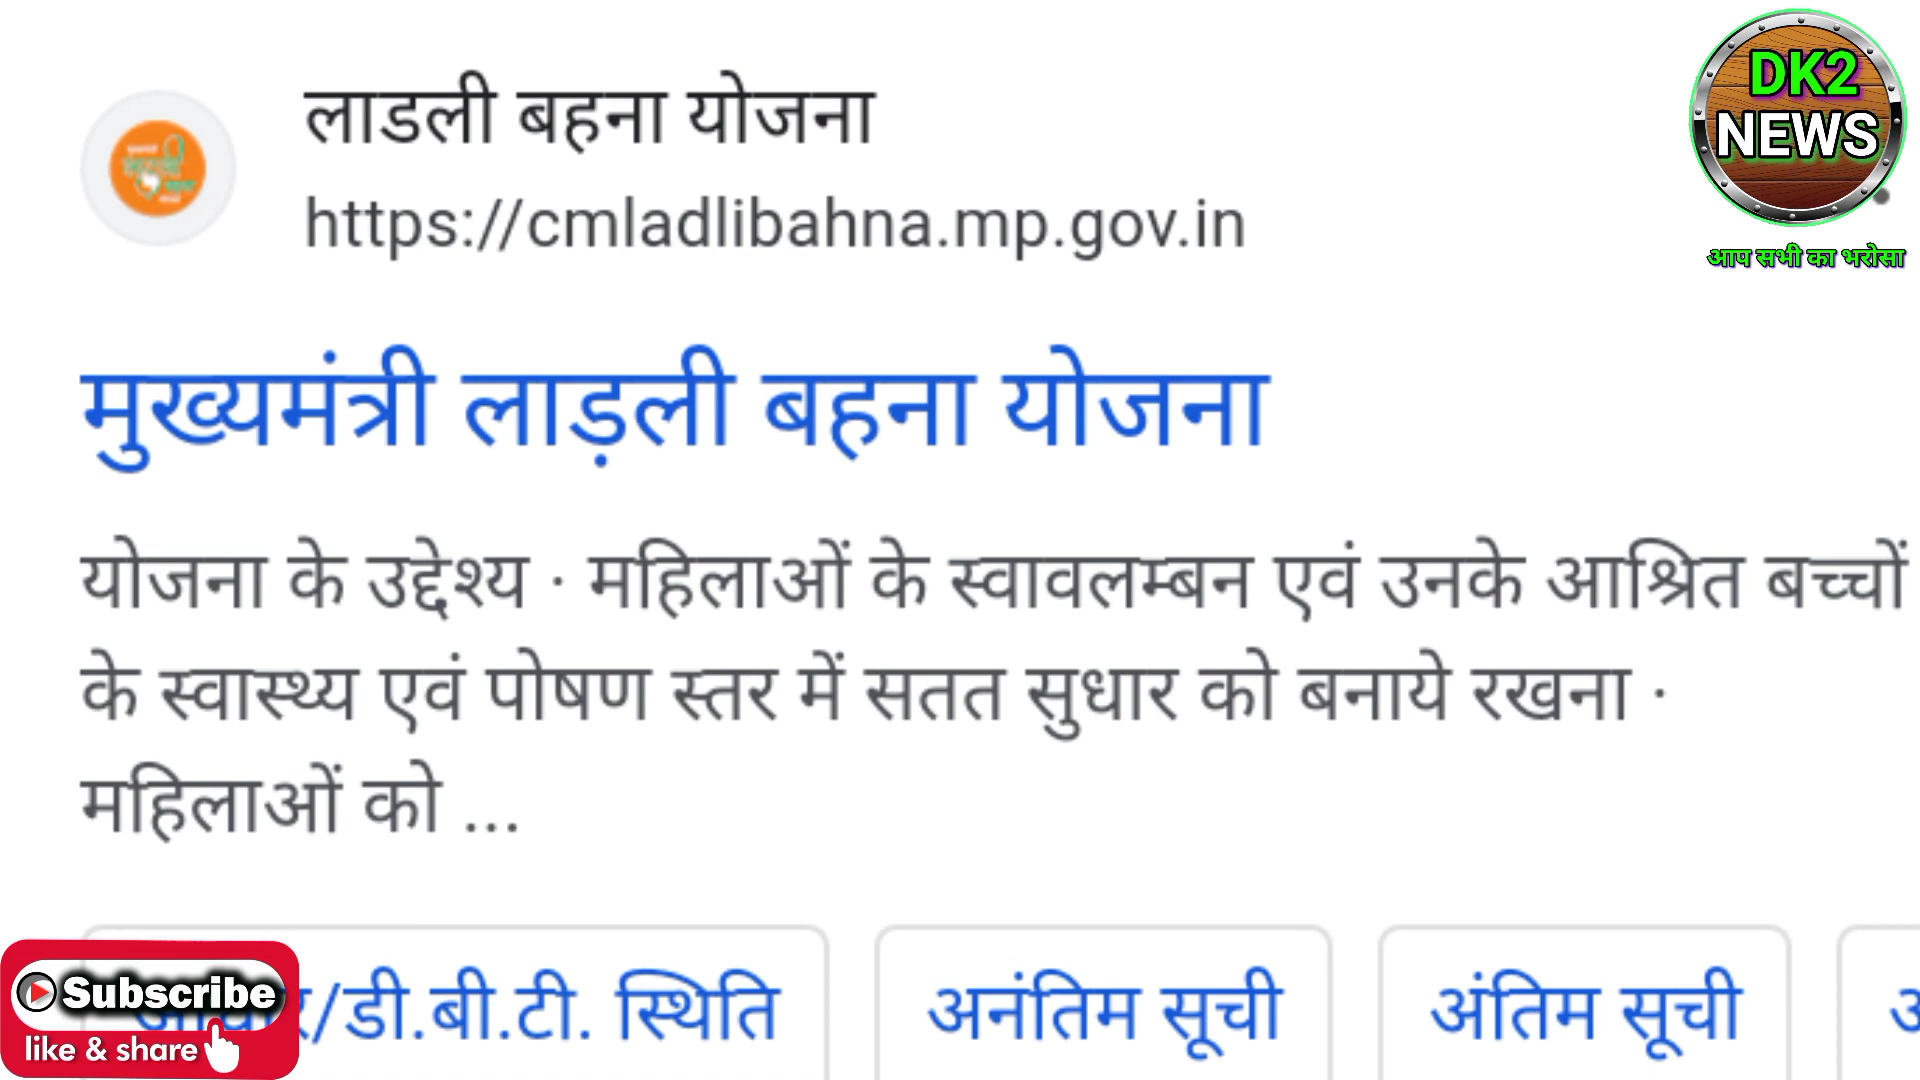 लाडली बहना योजना
https://cmladlibahna.mp.gov.in
DK2
NEWS
आप सभी का भरोसा
मुख्यमंत्री लाड़ली बहना योजना
योजना के उद्देश्य · महिलाओं के स्वावलम्बन एवं उनके आश्रित बच्चों
के स्वास्थ्य एवं पोषण स्तर में सतत सुधार को बनाये रखना ·
महिलाओं को ...
/डी.बी.टी. स्थिति
अनंतिम सूची
अंतिम सूची
Subscribe
like & share